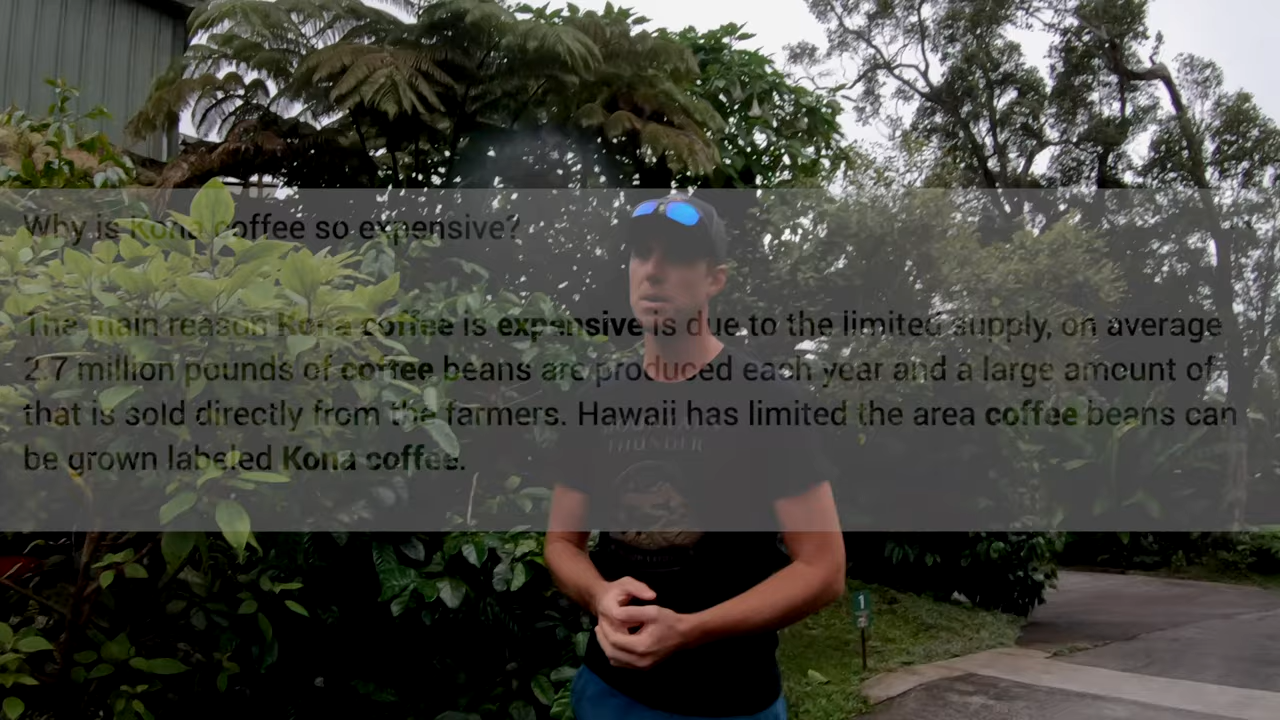 Why is Kona coffee so expensive?
The main reason Kona coffee is expensive is due to the limited supply, on average
2.7 million pounds of coffee beans are produced each year and a large amount of
that is sold directly from the farmers. Hawaii has limited the area coffee beans can
be grown labeled Kona coffee.
THUNDER
1